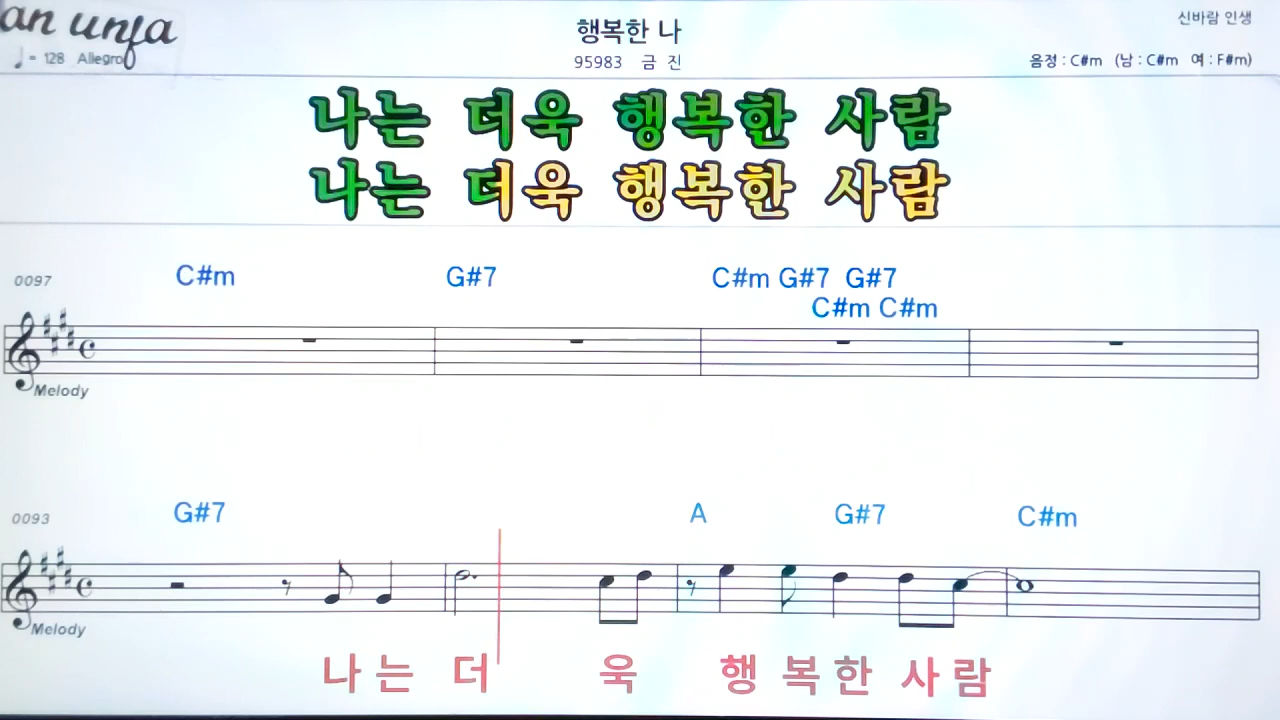 an unja
♩= 128 Allegro
행복한 나
95983 금 진
신바람 인생
음정 : C#m (남 : C#m 여 : F#m)
나는 더욱 행복한 사람
나는 더욱 행복한 사람
0097 C#m G#7 C#m G#7 G#7
C#m C#m
Melody
0093 G#7 A G#7 C#m
Melody
나는 더 욱 행 복한 사람